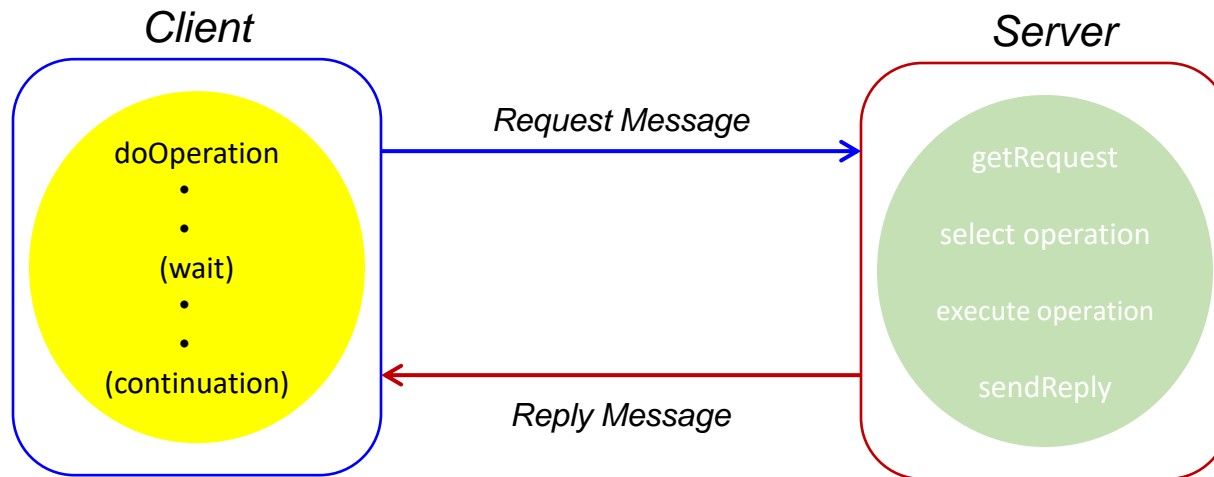 Client
Server
Request Message
doOperation
•
•
(wait)
•
•
(continuation)
getRequest
select operation
execute operation
sendReply
Reply Message